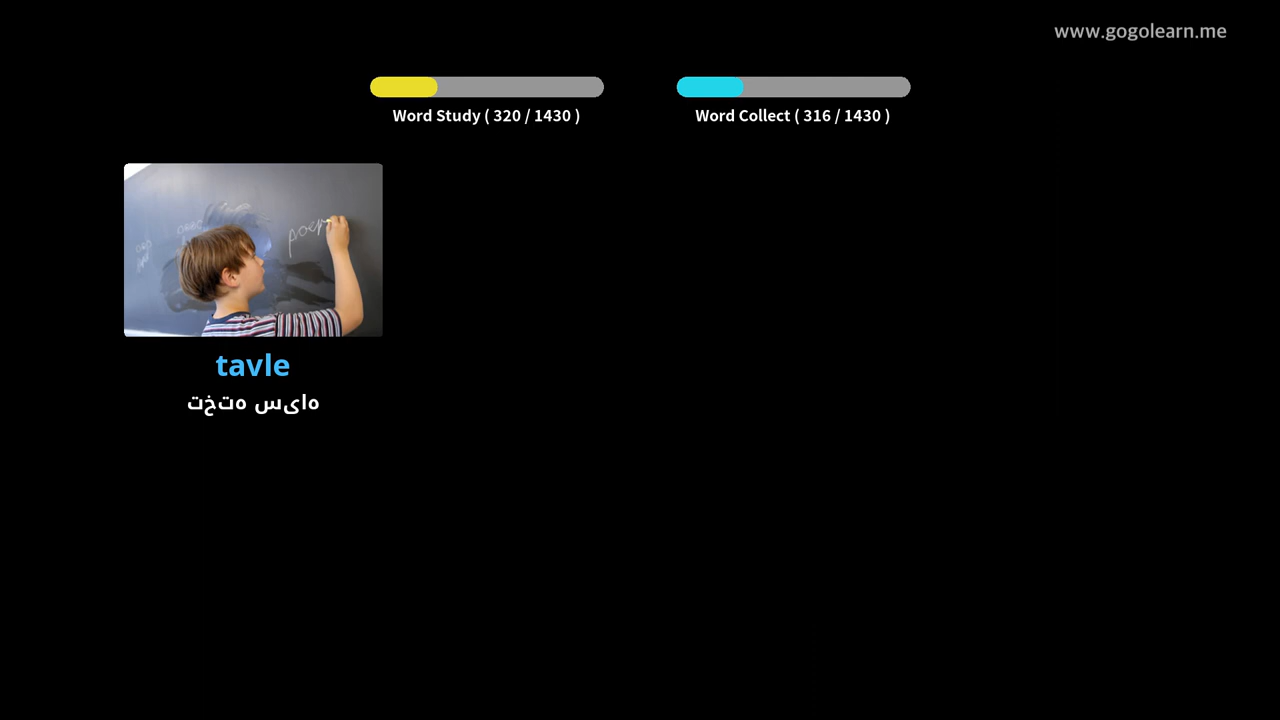 www.gogolearn.me
Word Study ( 320 / 1430 )
Word Collect ( 316 / 1430 )
tavle
تخته سیاه